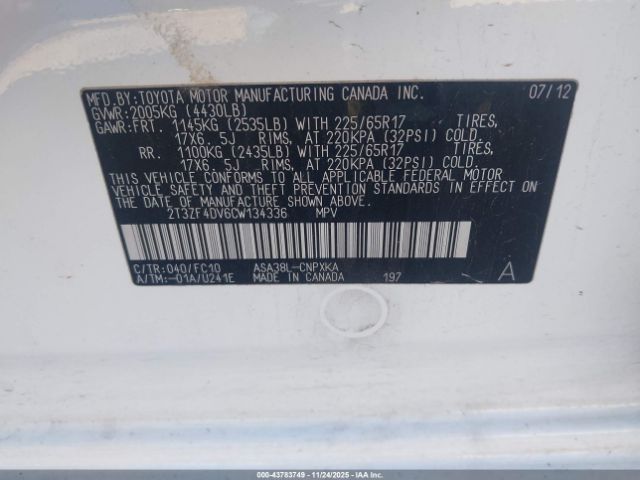 MFD.BY:TOYOTA MOTOR MANUFACTURING CANADA INC. 07/12
GVWR:2005KG (4430LB)
GAWR:FRT. 1145KG (2535LB) WITH 225/65R17 TIRES,
17X6.5J RIMS, AT 220KPA (32PSI) COLD.
RR. 1100KG (2435LB) WITH 225/65R17 TIRES,
17X6.5J RIMS, AT 220KPA (32PSI) COLD.
THIS VEHICLE CONFORMS TO ALL APPLICABLE FEDERAL MOTOR
VEHICLE SAFETY AND THEFT PREVENTION STANDARDS IN EFFECT ON
THE DATE OF MANUFACTURE SHOWN ABOVE.
2T3ZF4DV6CW134336 MPV
C/TR:040/FC10 ASA38L-CNPXKA
A/TM:-01A/U241E MADE IN CANADA 197 A
000-43783749 - 11/24/2025 - IAAI.CA